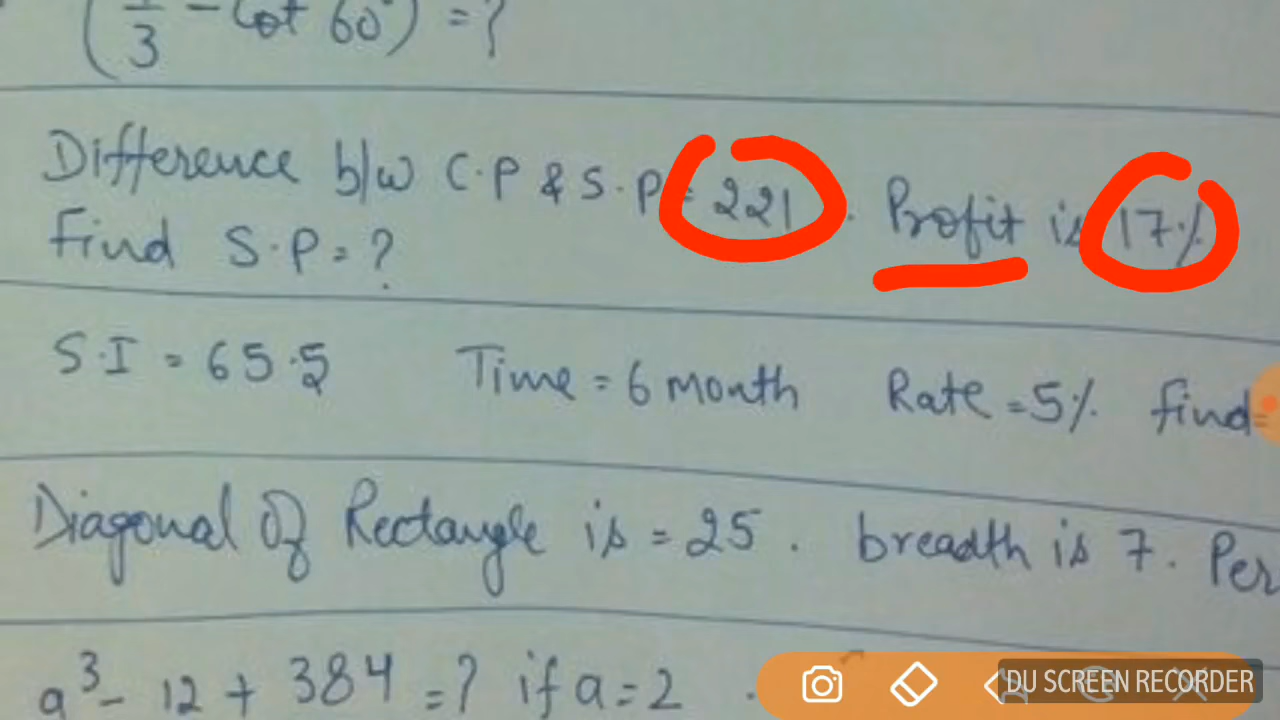 (1/3 - Cot 60°) = ?
Difference b/w C.P & S.P = 221. Profit is 17%
Find S.P = ?
S.I = 65.5 Time = 6 month Rate = 5% find
Diagonal Of Rectangle is = 25. breadth is 7. Per
a³ - 12 + 384 = ? if a = 2.
DU SCREEN RECORDER